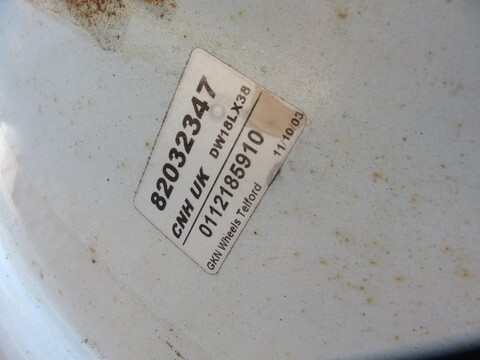 82032347
CNH UK DW18LX38
0112185910
GKN Wheels Telford 11/10/03